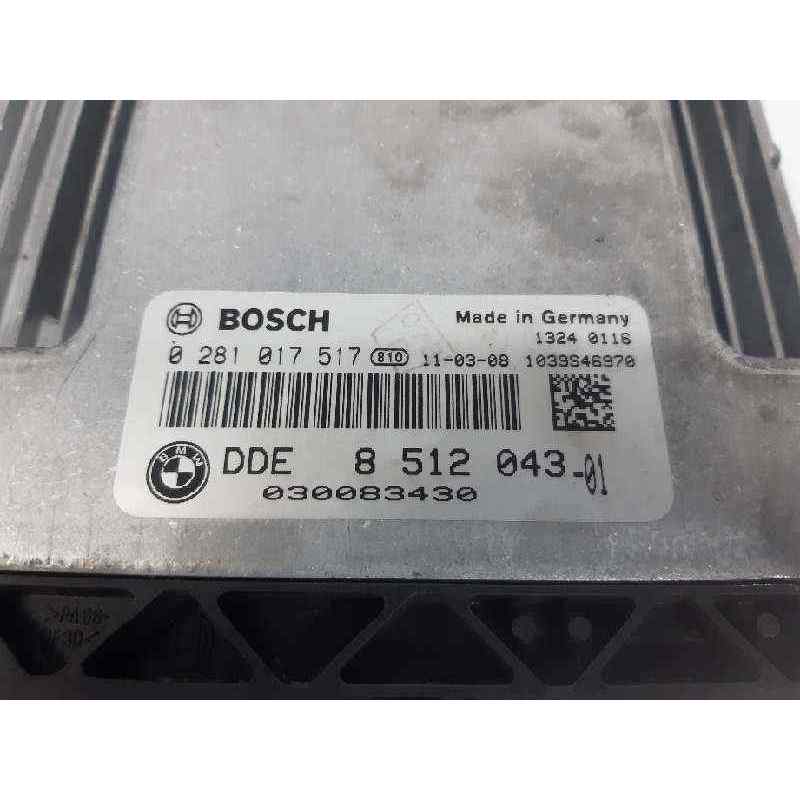 BOSCH
Made in Germany
1324 0116
0 281 017 517 810 11-03-08 1039S46970
BMW
DDE 8 512 043-01
030083430